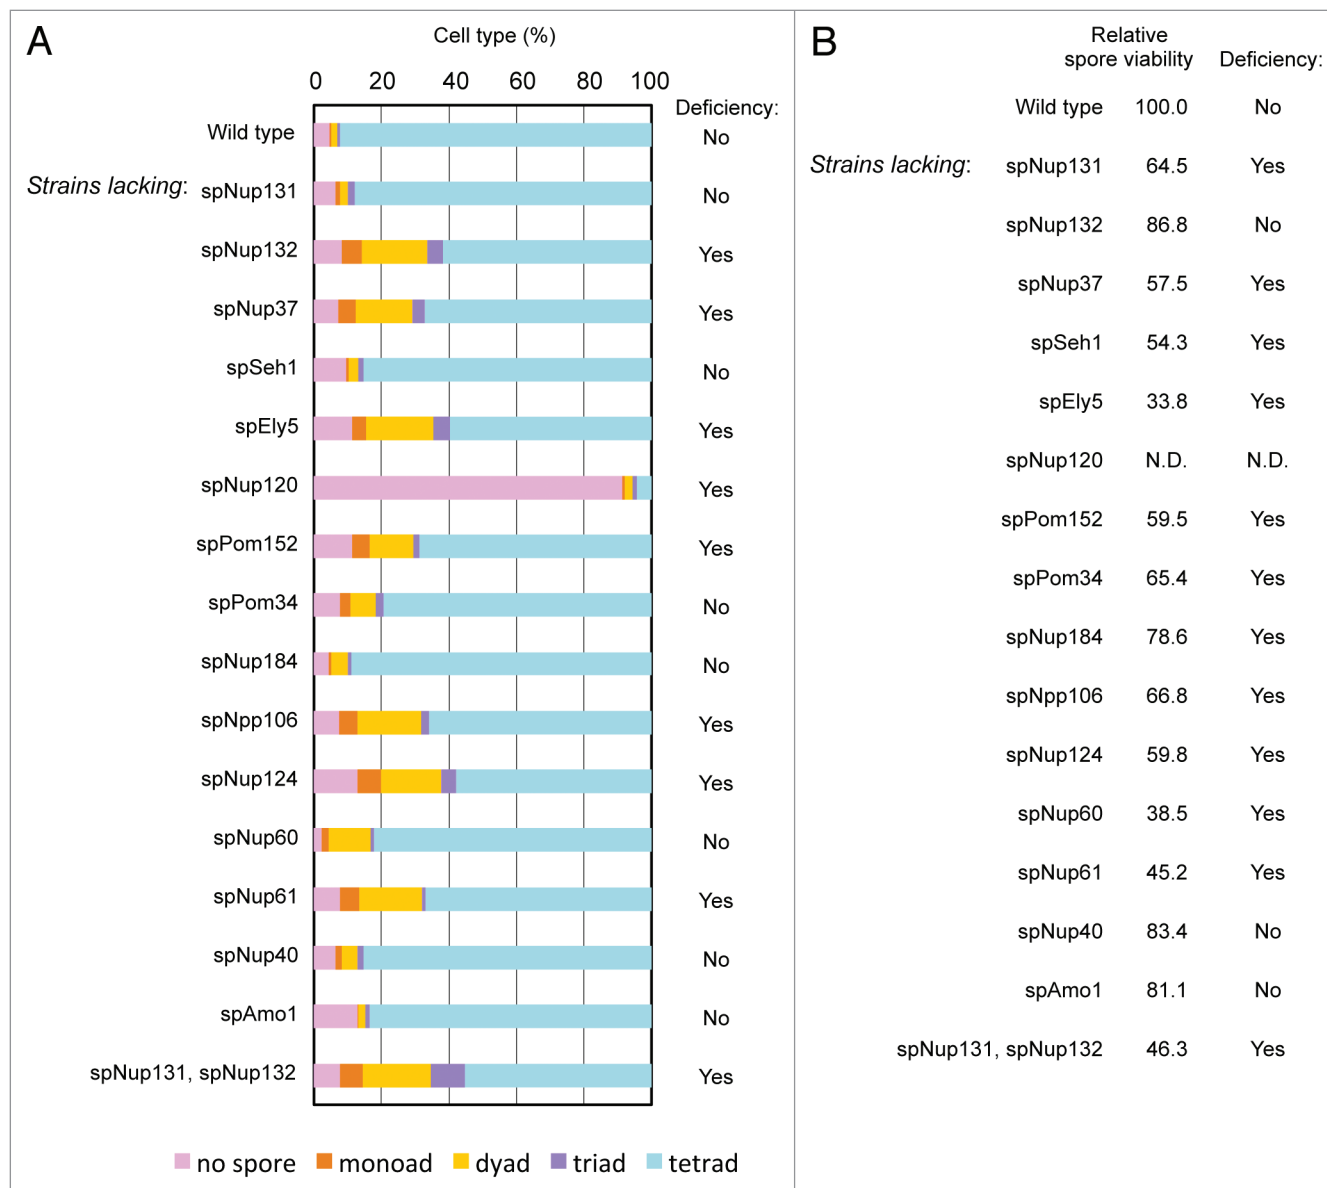 A
Cell type (%)
0 20 40 60 80 100
Deficiency:
Wild type No
Strains lacking: spNup131 No
spNup132 Yes
spNup37 Yes
spSeh1 No
spEly5 Yes
spNup120 Yes
spPom152 Yes
spPom34 No
spNup184 No
spNpp106 Yes
spNup124 Yes
spNup60 No
spNup61 Yes
spNup40 No
spAmo1 No
spNup131, spNup132 Yes
no spore monoad dyad triad tetrad
B
Relative
spore viability Deficiency:
Wild type 100.0 No
Strains lacking: spNup131 64.5 Yes
spNup132 86.8 No
spNup37 57.5 Yes
spSeh1 54.3 Yes
spEly5 33.8 Yes
spNup120 N.D. N.D.
spPom152 59.5 Yes
spPom34 65.4 Yes
spNup184 78.6 Yes
spNpp106 66.8 Yes
spNup124 59.8 Yes
spNup60 38.5 Yes
spNup61 45.2 Yes
spNup40 83.4 No
spAmo1 81.1 No
spNup131, spNup132 46.3 Yes